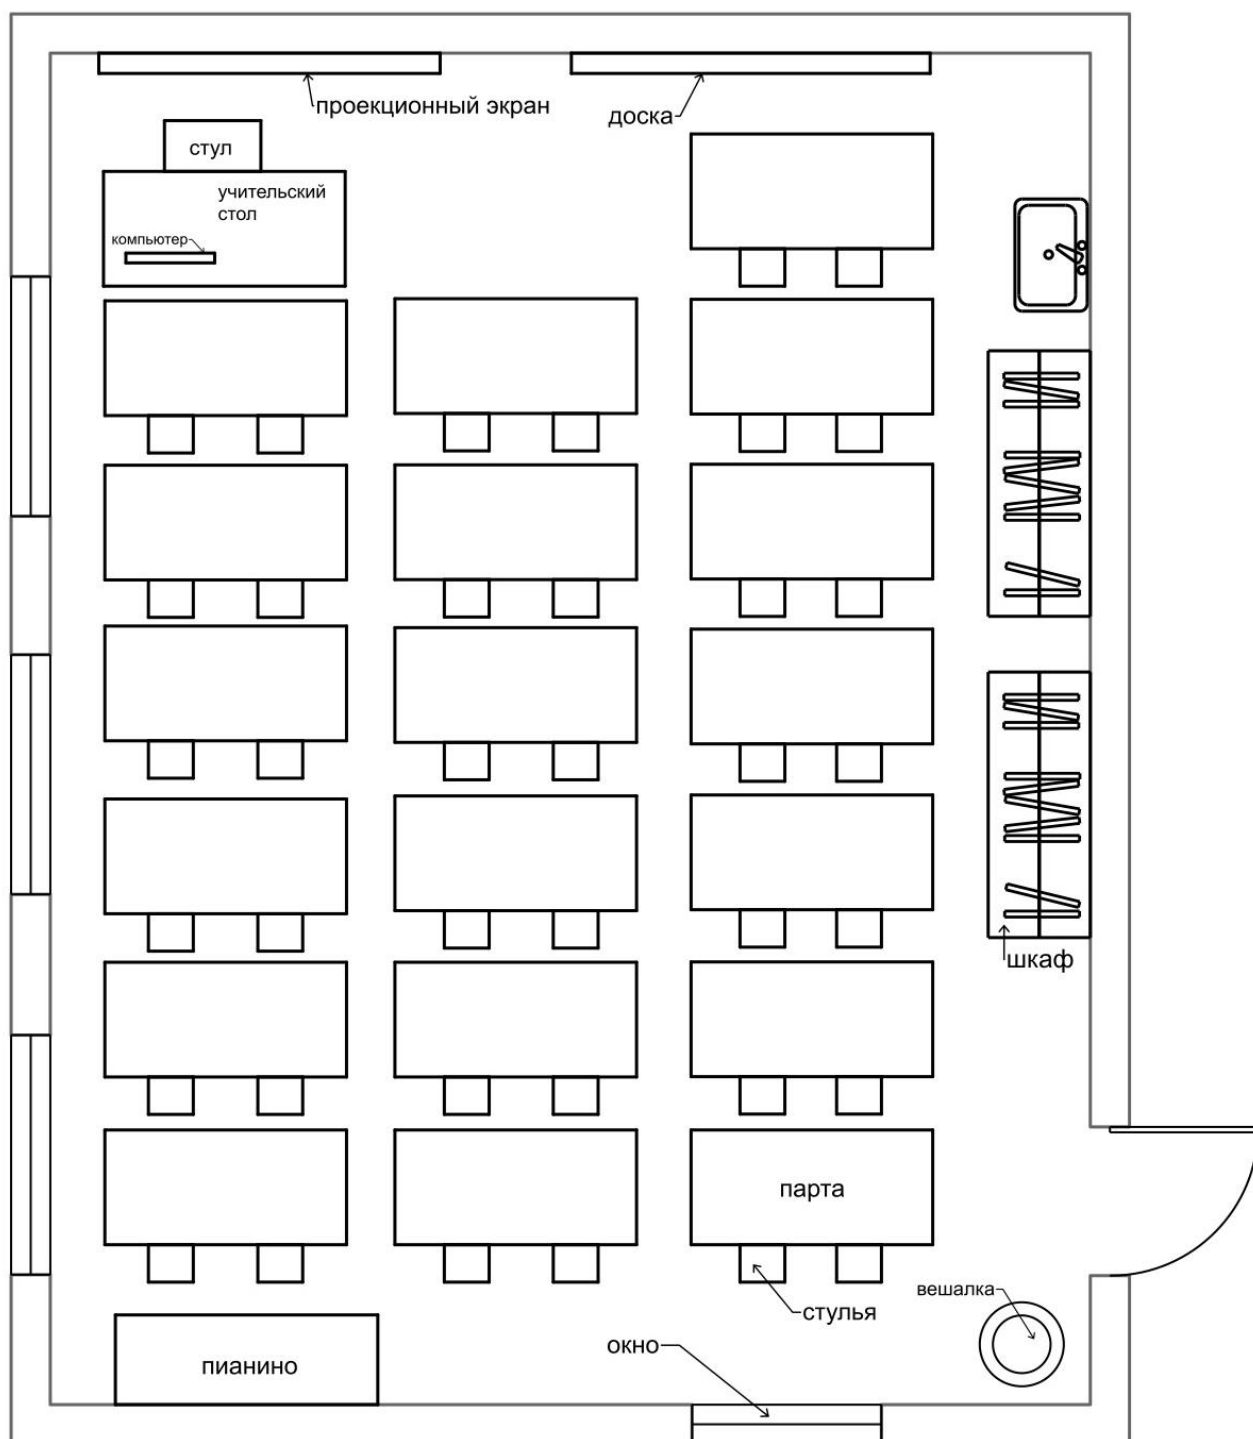 проекционный экран
доска
стул
учительский
стол
компьютер
шкаф
парта
вешалка
стулья
окно
пианино